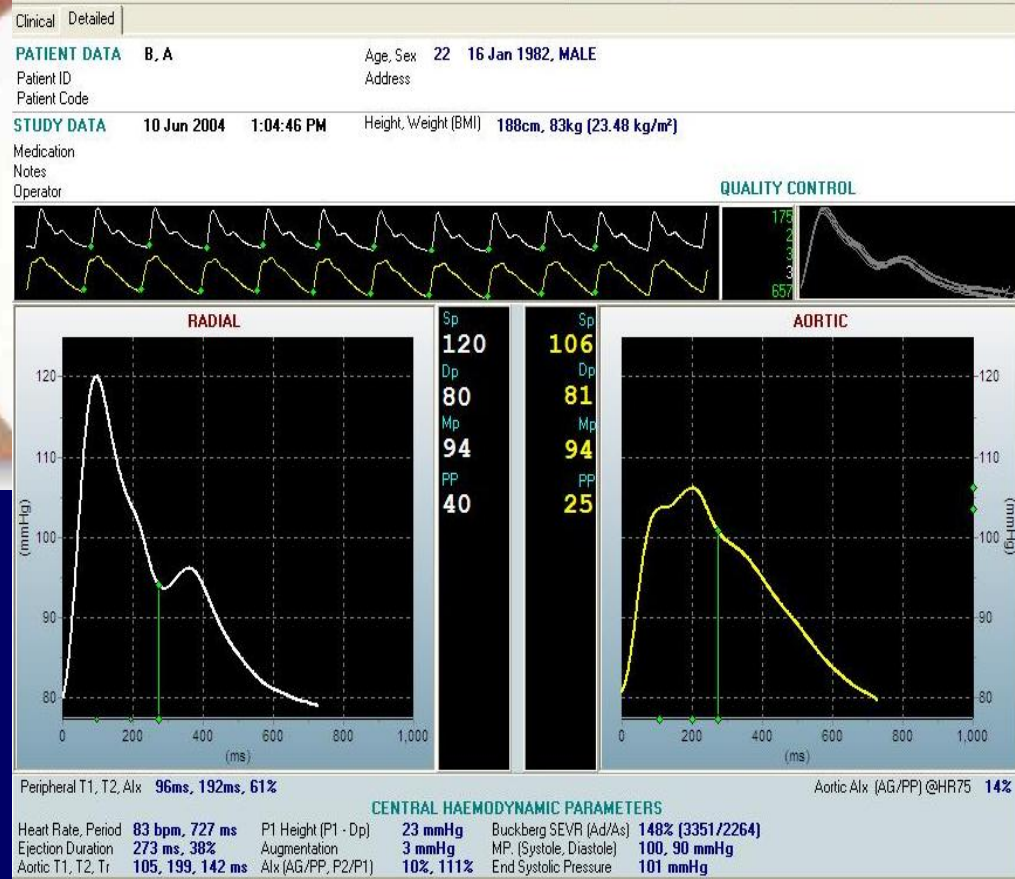 Clinical Detailed
PATIENT DATA B, A Age, Sex 22 16 Jan 1982, MALE
Patient ID Address
Patient Code
STUDY DATA 10 Jun 2004 1:04:46 PM Height, Weight (BMI) 188cm, 83kg (23.48 kg/m²)
Medication
Notes
Operator
QUALITY CONTROL
175
2
3
3
657
RADIAL
120
110
100
90
80
(mmHg)
0 200 400 600 800 1,000
(ms)
Sp
120
Dp
80
Mp
94
PP
40
Sp
106
Dp
81
Mp
94
PP
25
AORTIC
120
110
100
90
80
(mmHg)
0 200 400 600 800 1,000
(ms)
Peripheral T1, T2, AIx 96ms, 192ms, 61% Aortic AIx (AG/PP) @HR75 14%
CENTRAL HAEMODYNAMIC PARAMETERS
Heart Rate, Period 83 bpm, 727 ms P1 Height (P1 - Dp) 23 mmHg Buckberg SEVR (Ad/As) 148% (3351/2264)
Ejection Duration 273 ms, 38% Augmentation 3 mmHg MP. (Systole, Diastole) 100, 90 mmHg
Aortic T1, T2, Tr 105, 199, 142 ms AIx (AG/PP, P2/P1) 10%, 111% End Systolic Pressure 101 mmHg